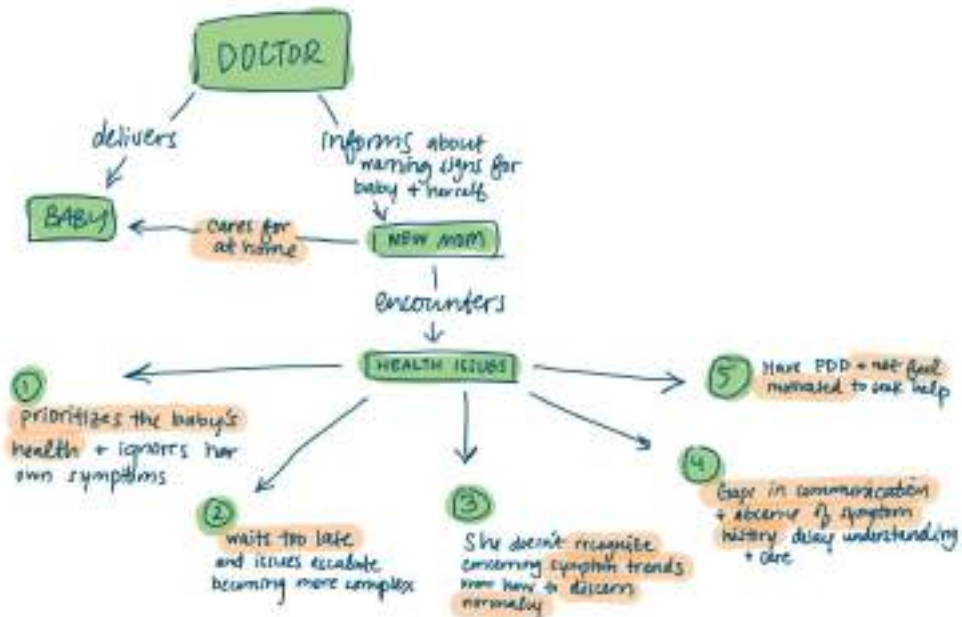 DOCTOR
delivers
informs about
warning signs for
baby + herself
BABY
cares for
at home
NEW MOM
encounters
HEALTH ISSUES
1
prioritizes the baby's
health + ignores her
own symptoms
2
waits too late
and issues escalate
becoming more complex
3
She doesn't recognize
concerning symptom trends
how to discern
normalcy
4
Gaps in communication
+ absence of symptom
history delay understanding
+ care
5
Have PDD + not feel
motivated to seek help